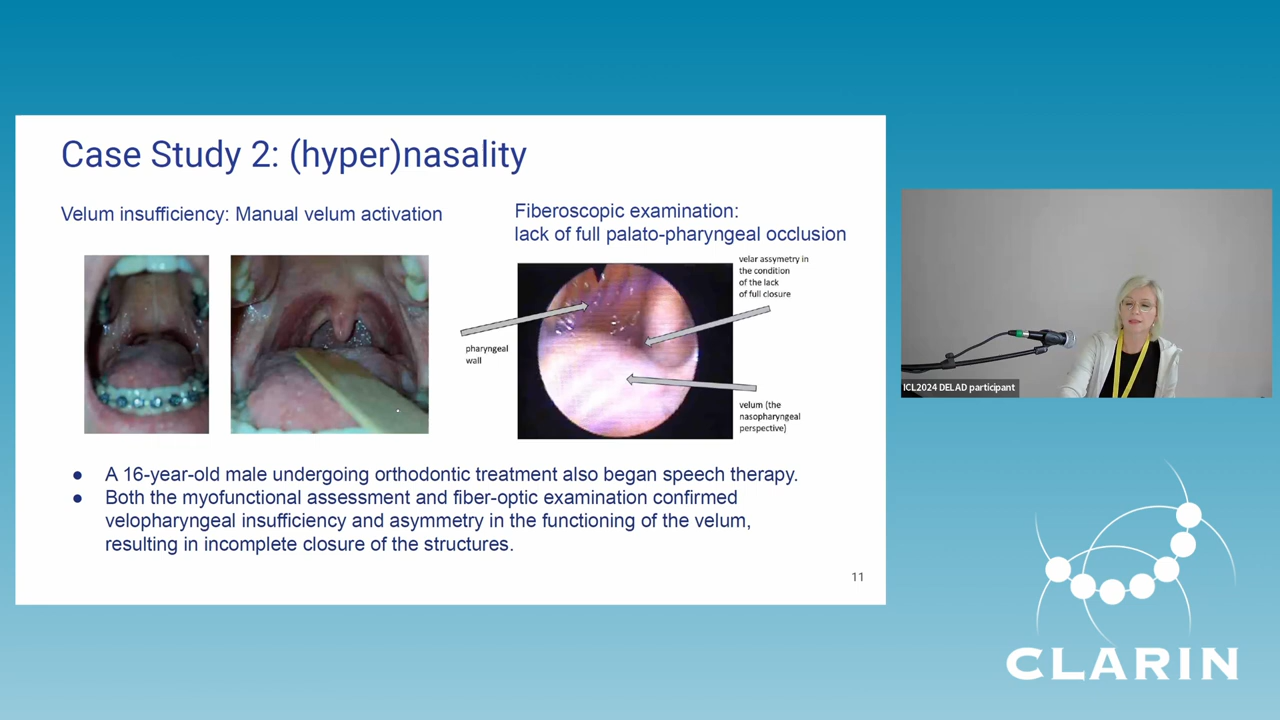 Case Study 2: (hyper)nasality
Velum insufficiency: Manual velum activation
Fiberoscopic examination:
lack of full palato-pharyngeal occlusion
velar assymetry in
the condition
of the lack
of full closure
pharyngeal
wall
velum (the
nasopharyngeal
perspective)
● A 16-year-old male undergoing orthodontic treatment also began speech therapy.
● Both the myofunctional assessment and fiber-optic examination confirmed
velopharyngeal insufficiency and asymmetry in the functioning of the velum,
resulting in incomplete closure of the structures.
11
ICL2024 DELAD participant
CLARIN